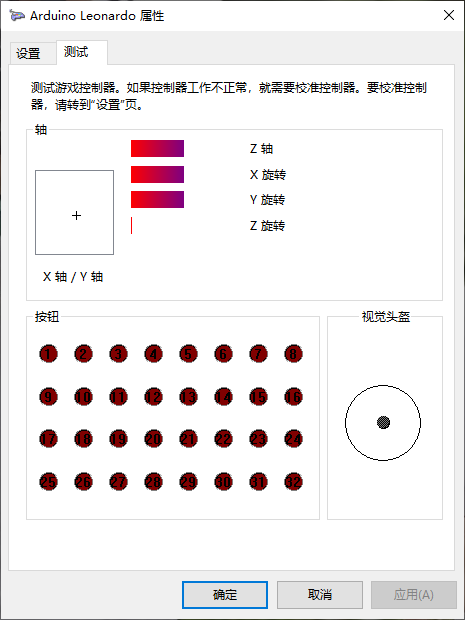 Arduino Leonardo 属性
设置
测试
测试游戏控制器。如果控制器工作不正常，就需要校准控制器。要校准控制
器，请转到“设置”页。
轴
Z 轴
X 旋转
Y 旋转
Z 旋转
X 轴 / Y 轴
按钮
视觉头盔
1 2 3 4 5 6 7 8
9 10 11 12 13 14 15 16
17 18 19 20 21 22 23 24
25 26 27 28 29 30 31 32
确定
取消
应用(A)